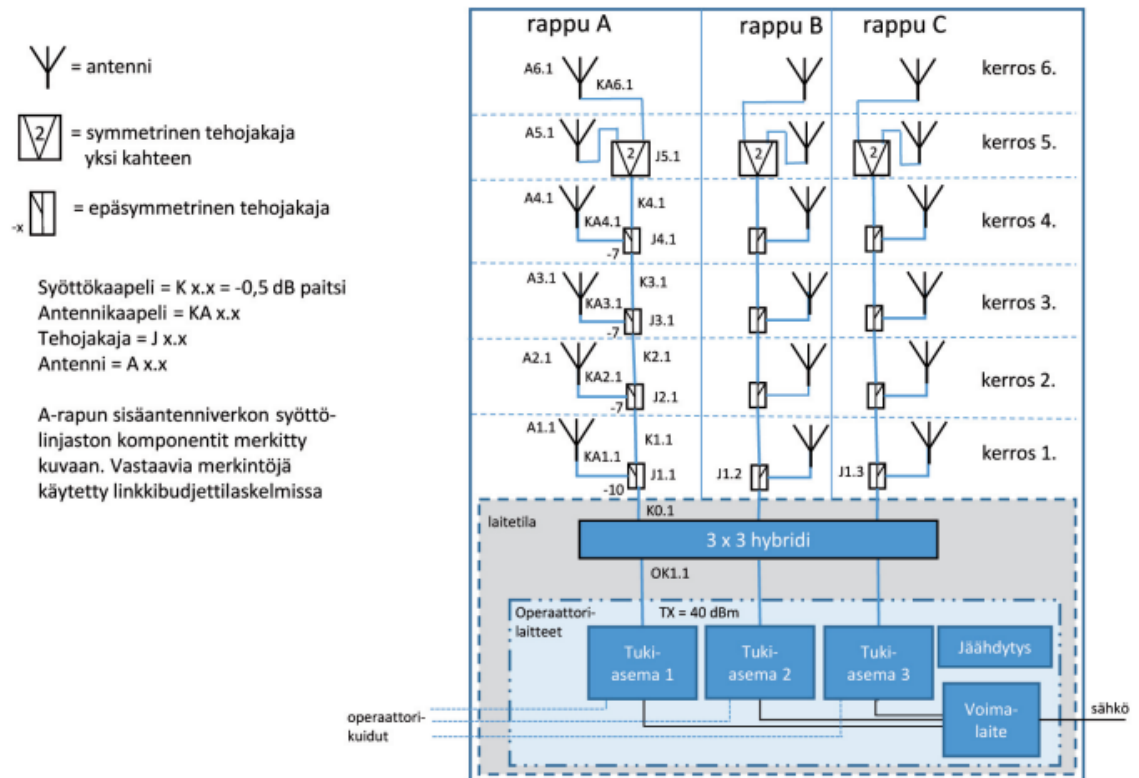 rappu A
rappu B
rappu C
= antenni
A6.1
KA6.1
kerros 6.
2
= symmetrinen tehojakaja
yksi kahteen
A5.1
2
J5.1
2
2
kerros 5.
-x
= epäsymmetrinen tehojakaja
A4.1
K4.1
KA4.1
J4.1
-7
kerros 4.
Syöttökaapeli = K x.x = -0,5 dB paitsi
Antennikaapeli = KA x.x
Tehojakaja = J x.x
Antenni = A x.x
A3.1
K3.1
KA3.1
J3.1
-7
kerros 3.
A2.1
K2.1
KA2.1
J2.1
-7
kerros 2.
A-rapun sisäantenniverkon syöttö-
linjaston komponentit merkitty
kuvaan. Vastaavia merkintöjä
käytetty linkkibudjettilaskelmissa
A1.1
K1.1
KA1.1
J1.1
-10
J1.2
J1.3
kerros 1.
laitetila
K0.1
3 x 3 hybridi
OK1.1
Operaattori-
laitteet
TX = 40 dBm
Tuki-
asema 1
Tuki-
asema 2
Tuki-
asema 3
Jäähdytys
Voima-
laite
operaattori-
kuidut
sähkö